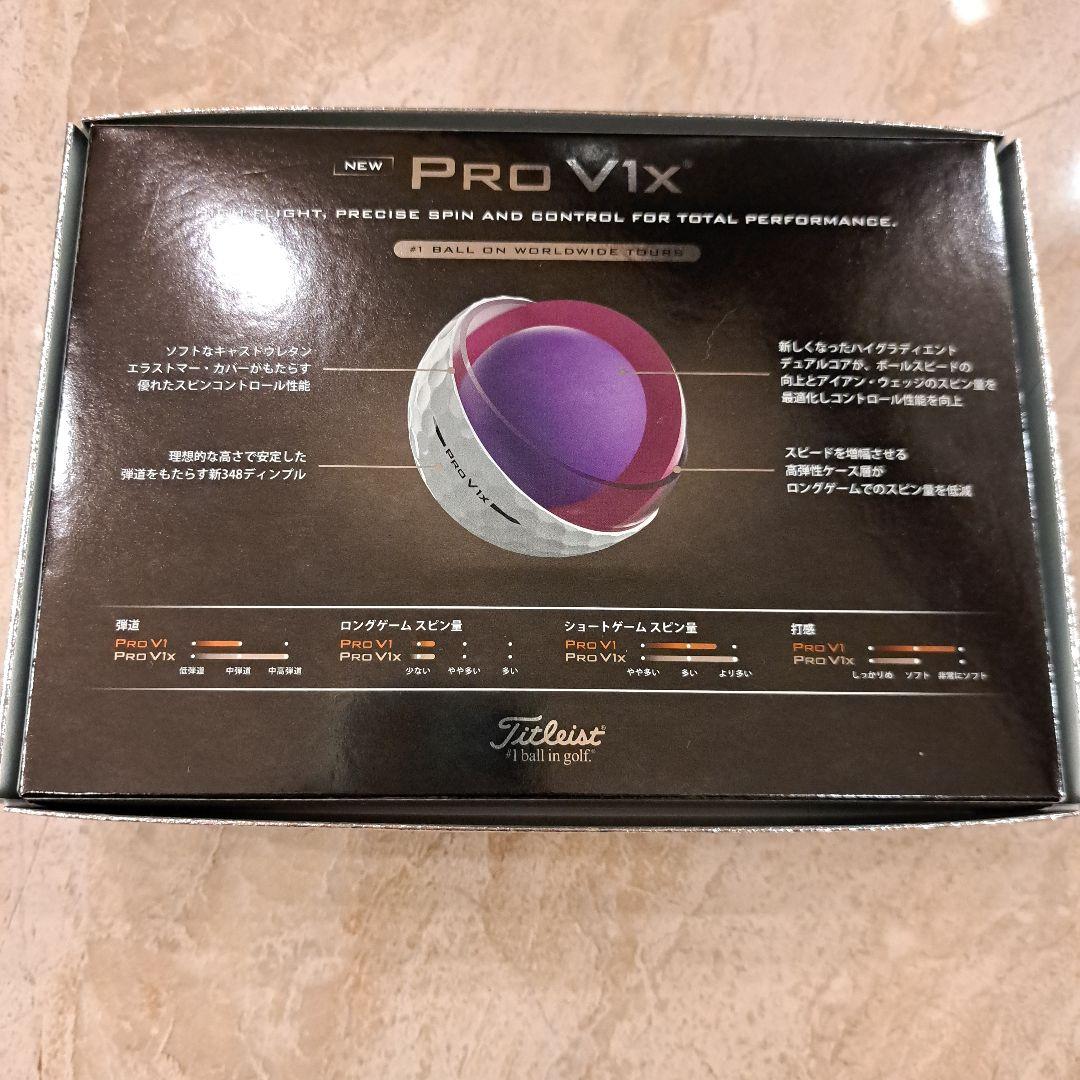 NEW PRO V1x®
FLIGHT, PRECISE SPIN AND CONTROL FOR TOTAL PERFORMANCE.
#1 BALL ON WORLDWIDE TOURS
ソフトなキャストウレタン
エラストマー・カバーがもたらす
優れたスピンコントロール性能
理想的な高さで安定した
弾道をもたらす新348ディンプル
新しくなったハイグラディエント
デュアルコアが、ボールスピードの
向上とアイアン・ウェッジのスピン量を
最適化しコントロール性能を向上
スピードを増幅させる
高弾性ケース層が
ロングゲームでのスピン量を低減
PRO V1X
弾道
PRO V1
PRO V1x
低弾道 中弾道 中高弾道
ロングゲーム スピン量
PRO V1
PRO V1x
少ない やや多い 多い
ショートゲーム スピン量
PRO V1
PRO V1x
やや多い 多い より多い
打感
PRO V1
PRO V1x
しっかりめ ソフト 非常にソフト
Titleist®
#1 ball in golf.®